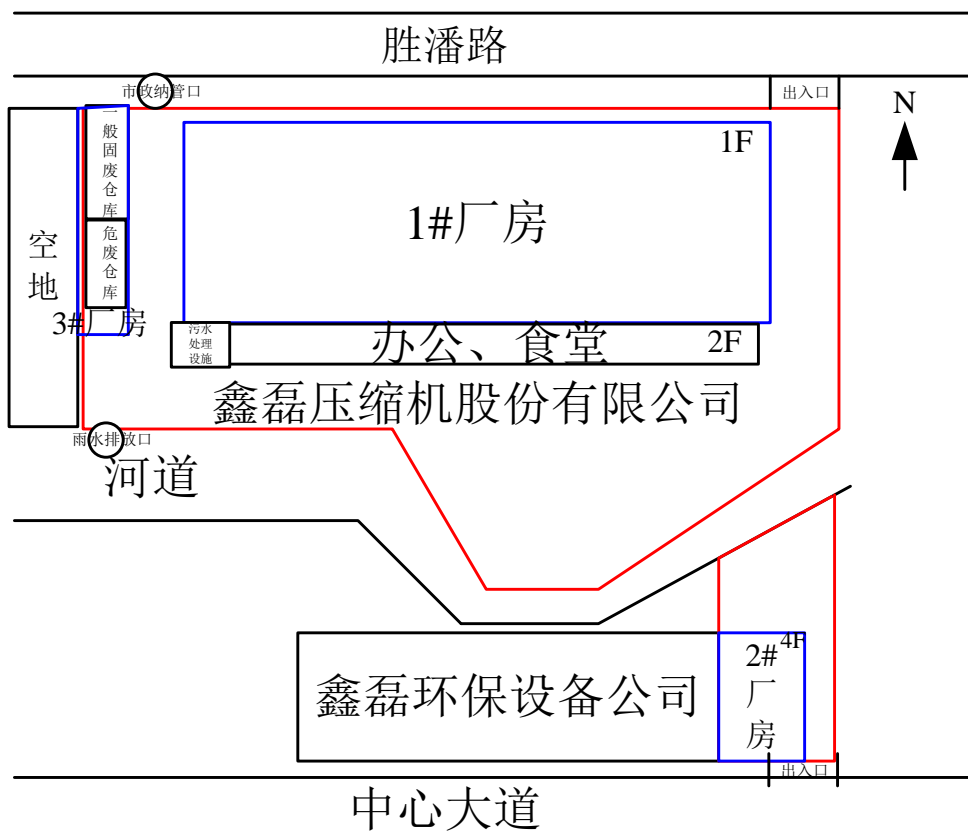 胜潘路
市政纳管口
出入口
N
一般固废仓库
1F
1#厂房
危废仓库
空地
3#厂房
污水
处理
设施
办公、食堂
2F
鑫磊压缩机股份有限公司
雨水排放口
河道
4F
2#
厂房
鑫磊环保设备公司
出入口
中心大道